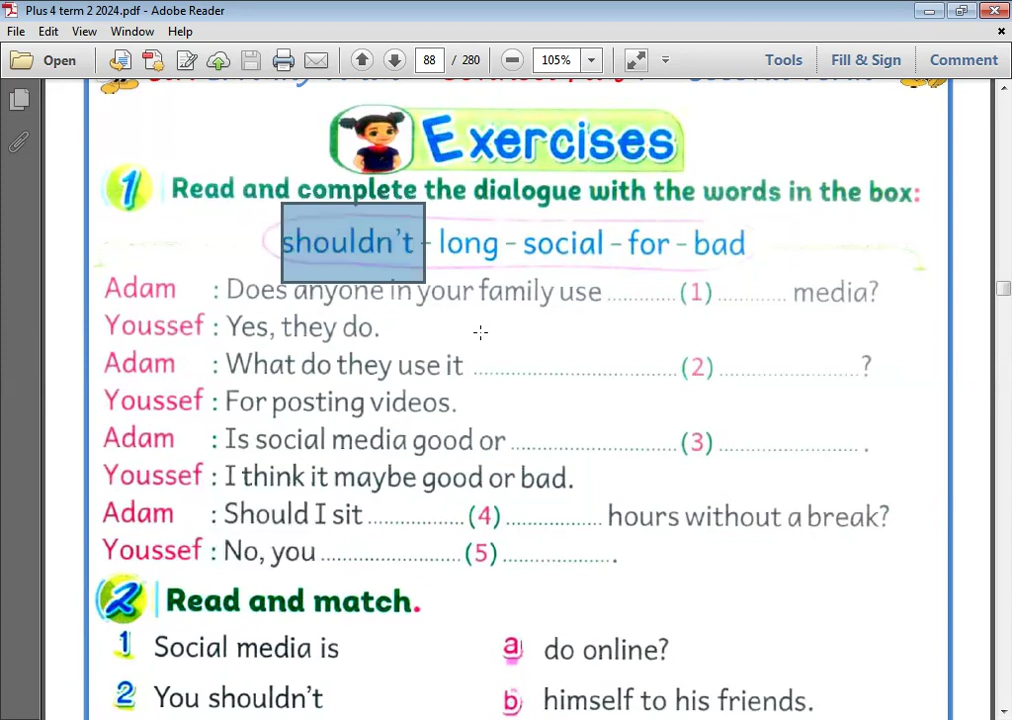 Plus 4 term 2 2024.pdf - Adobe Reader
File Edit View Window Help
Open 88 / 280 105% Tools Fill & Sign Comment
Exercises
1 Read and complete the dialogue with the words in the box:
shouldn't - long - social - for - bad
Adam : Does anyone in your family use ............ (1) ............ media?
Youssef : Yes, they do.
Adam : What do they use it .................................... (2) ........................ ?
Youssef : For posting videos.
Adam : Is social media good or ............................. (3) ......................... .
Youssef : I think it maybe good or bad.
Adam : Should I sit ................. (4) ................. hours without a break?
Youssef : No, you ........................ (5) .................... .
2 Read and match.
1 Social media is a do online?
2 You shouldn't b himself to his friends.